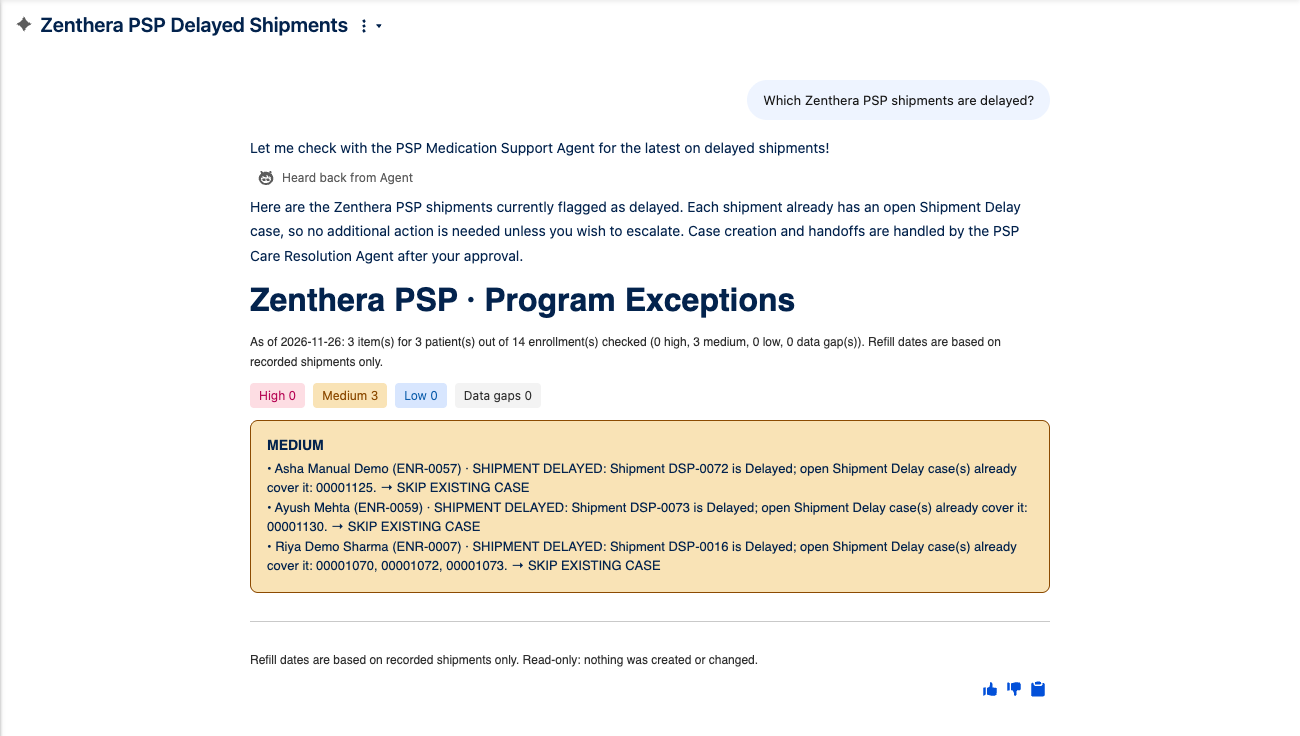 Zenthera PSP Delayed Shipments
Which Zenthera PSP shipments are delayed?
Let me check with the PSP Medication Support Agent for the latest on delayed shipments!
Heard back from Agent
Here are the Zenthera PSP shipments currently flagged as delayed. Each shipment already has an open Shipment Delay
case, so no additional action is needed unless you wish to escalate. Case creation and handoffs are handled by the PSP
Care Resolution Agent after your approval.
Zenthera PSP · Program Exceptions
As of 2026-11-26: 3 item(s) for 3 patient(s) out of 14 enrollment(s) checked (0 high, 3 medium, 0 low, 0 data gap(s)). Refill dates are based on
recorded shipments only.
High 0 Medium 3 Low 0 Data gaps 0
MEDIUM
• Asha Manual Demo (ENR-0057) · SHIPMENT DELAYED: Shipment DSP-0072 is Delayed; open Shipment Delay case(s) already
cover it: 00001125. → SKIP EXISTING CASE
• Ayush Mehta (ENR-0059) · SHIPMENT DELAYED: Shipment DSP-0073 is Delayed; open Shipment Delay case(s) already cover it:
00001130. → SKIP EXISTING CASE
• Riya Demo Sharma (ENR-0007) · SHIPMENT DELAYED: Shipment DSP-0016 is Delayed; open Shipment Delay case(s) already
cover it: 00001070, 00001072, 00001073. → SKIP EXISTING CASE
Refill dates are based on recorded shipments only. Read-only: nothing was created or changed.